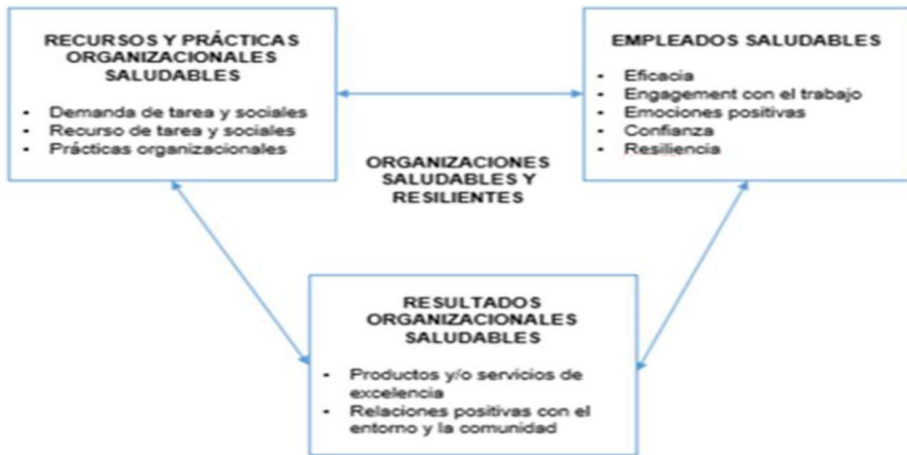 RECURSOS Y PRÁCTICAS
ORGANIZACIONALES
SALUDABLES
• Demanda de tarea y sociales
• Recurso de tarea y sociales
• Prácticas organizacionales
EMPLEADOS SALUDABLES
• Eficacia
• Engagement con el trabajo
• Emociones positivas
• Confianza
• Resiliencia
ORGANIZACIONES
SALUDABLES Y
RESILIENTES
RESULTADOS
ORGANIZACIONALES
SALUDABLES
• Productos y/o servicios de
excelencia
• Relaciones positivas con el
entorno y la comunidad